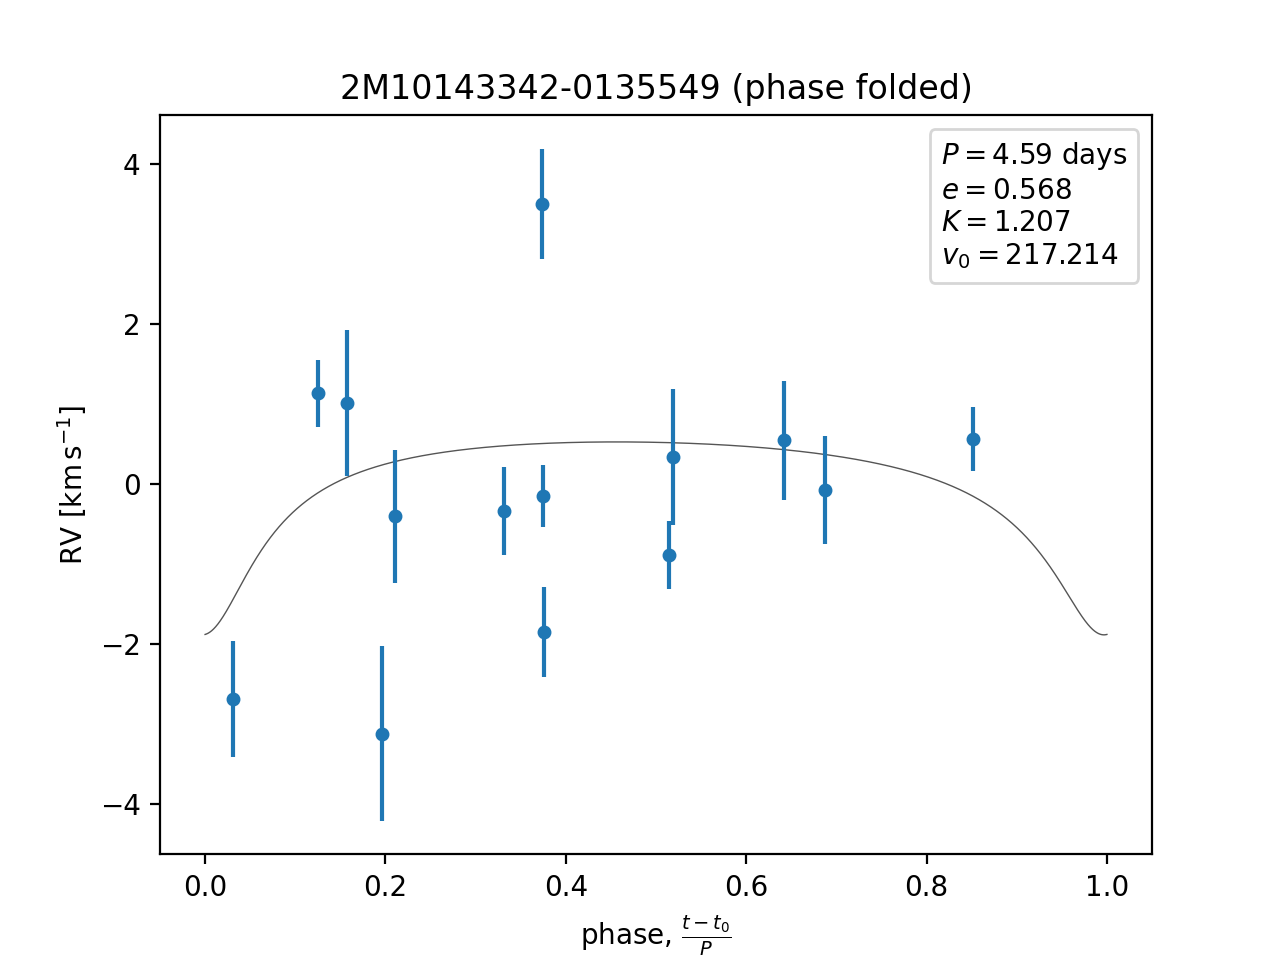 2M10143342-0135549 (phase folded)
P = 4.59 days
e = 0.568
K = 1.207
v₀ = 217.214
RV [km s⁻¹]
4
2
0
−2
−4
0.0 0.2 0.4 0.6 0.8 1.0
phase, (t − t₀)/P